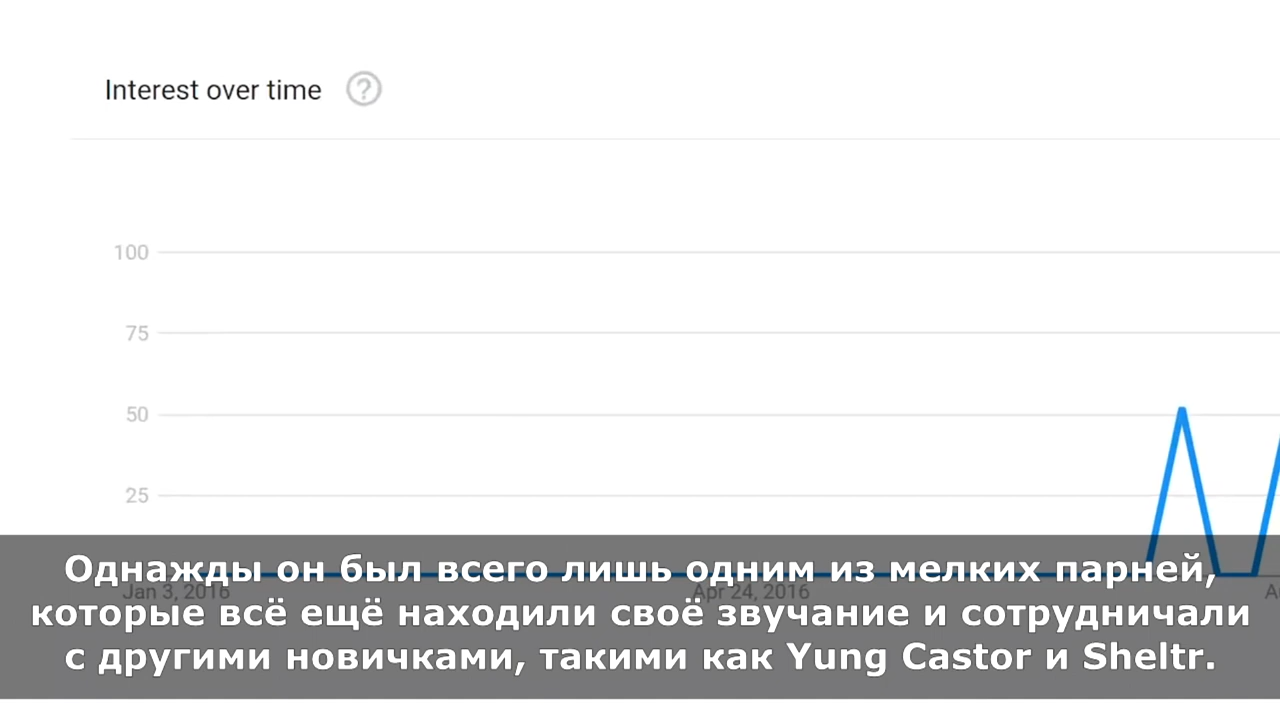 Interest over time ?
100
75
50
25
Jan 3, 2016 Apr 24, 2016
Однажды он был всего лишь одним из мелких парней,
которые всё ещё находили своё звучание и сотрудничали
с другими новичками, такими как Yung Castor и Sheltr.